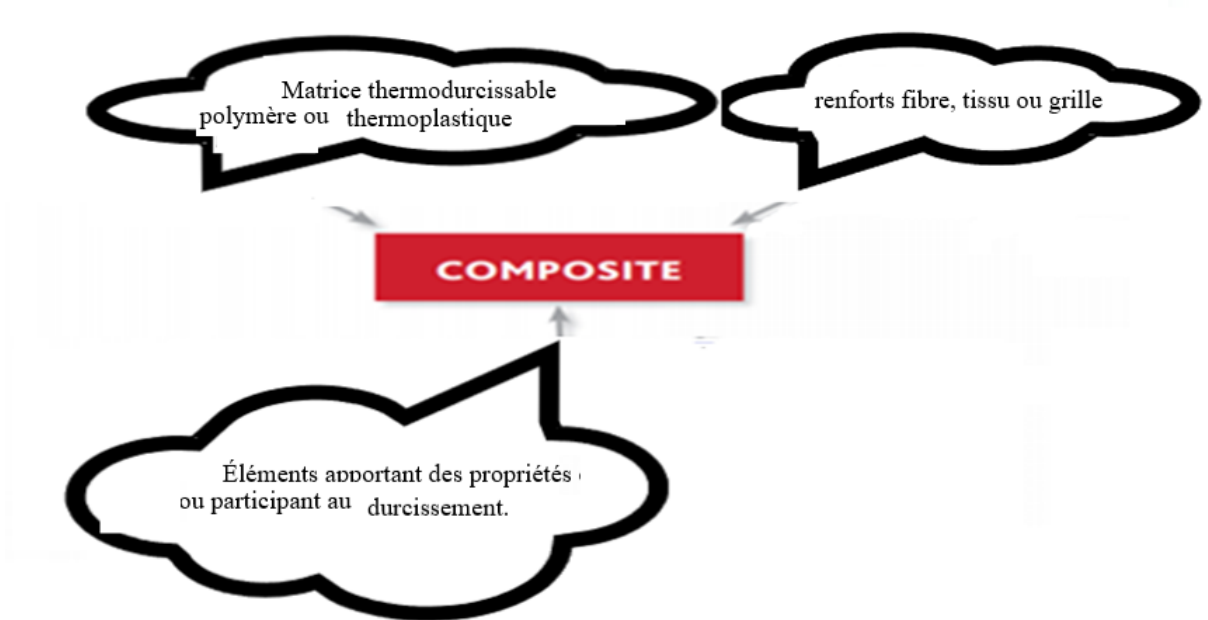 Matrice thermodurcissable
polymère ou thermoplastique
renforts fibre, tissu ou grille
COMPOSITE
Éléments apportant des propriétés
ou participant au durcissement.